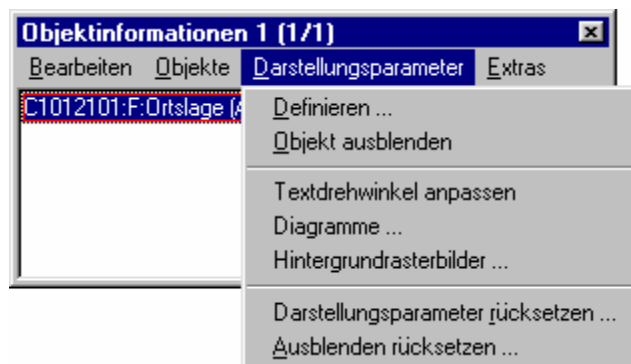 Objektinformationen 1 (1/1)
Bearbeiten Objekte Darstellungsparameter Extras
C1012101:F:Ortslage (A
Definieren ...
Objekt ausblenden
Textdrehwinkel anpassen
Diagramme ...
Hintergrundrasterbilder ...
Darstellungsparameter rücksetzen ...
Ausblenden rücksetzen ...